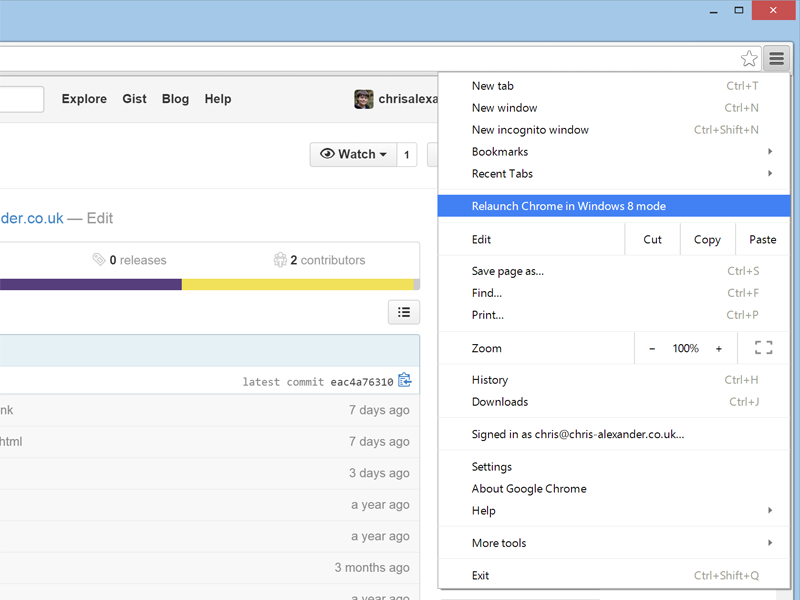 Explore Gist Blog Help chrisalexa
Watch 1
der.co.uk — Edit
0 releases 2 contributors
latest commit eac4a76310
nk 7 days ago
html 7 days ago
3 days ago
a year ago
a year ago
3 months ago
a year ago
New tab Ctrl+T
New window Ctrl+N
New incognito window Ctrl+Shift+N
Bookmarks
Recent Tabs
Relaunch Chrome in Windows 8 mode
Edit Cut Copy Paste
Save page as... Ctrl+S
Find... Ctrl+F
Print... Ctrl+P
Zoom - 100% +
History Ctrl+H
Downloads Ctrl+J
Signed in as chris@chris-alexander.co.uk...
Settings
About Google Chrome
Help
More tools
Exit Ctrl+Shift+Q